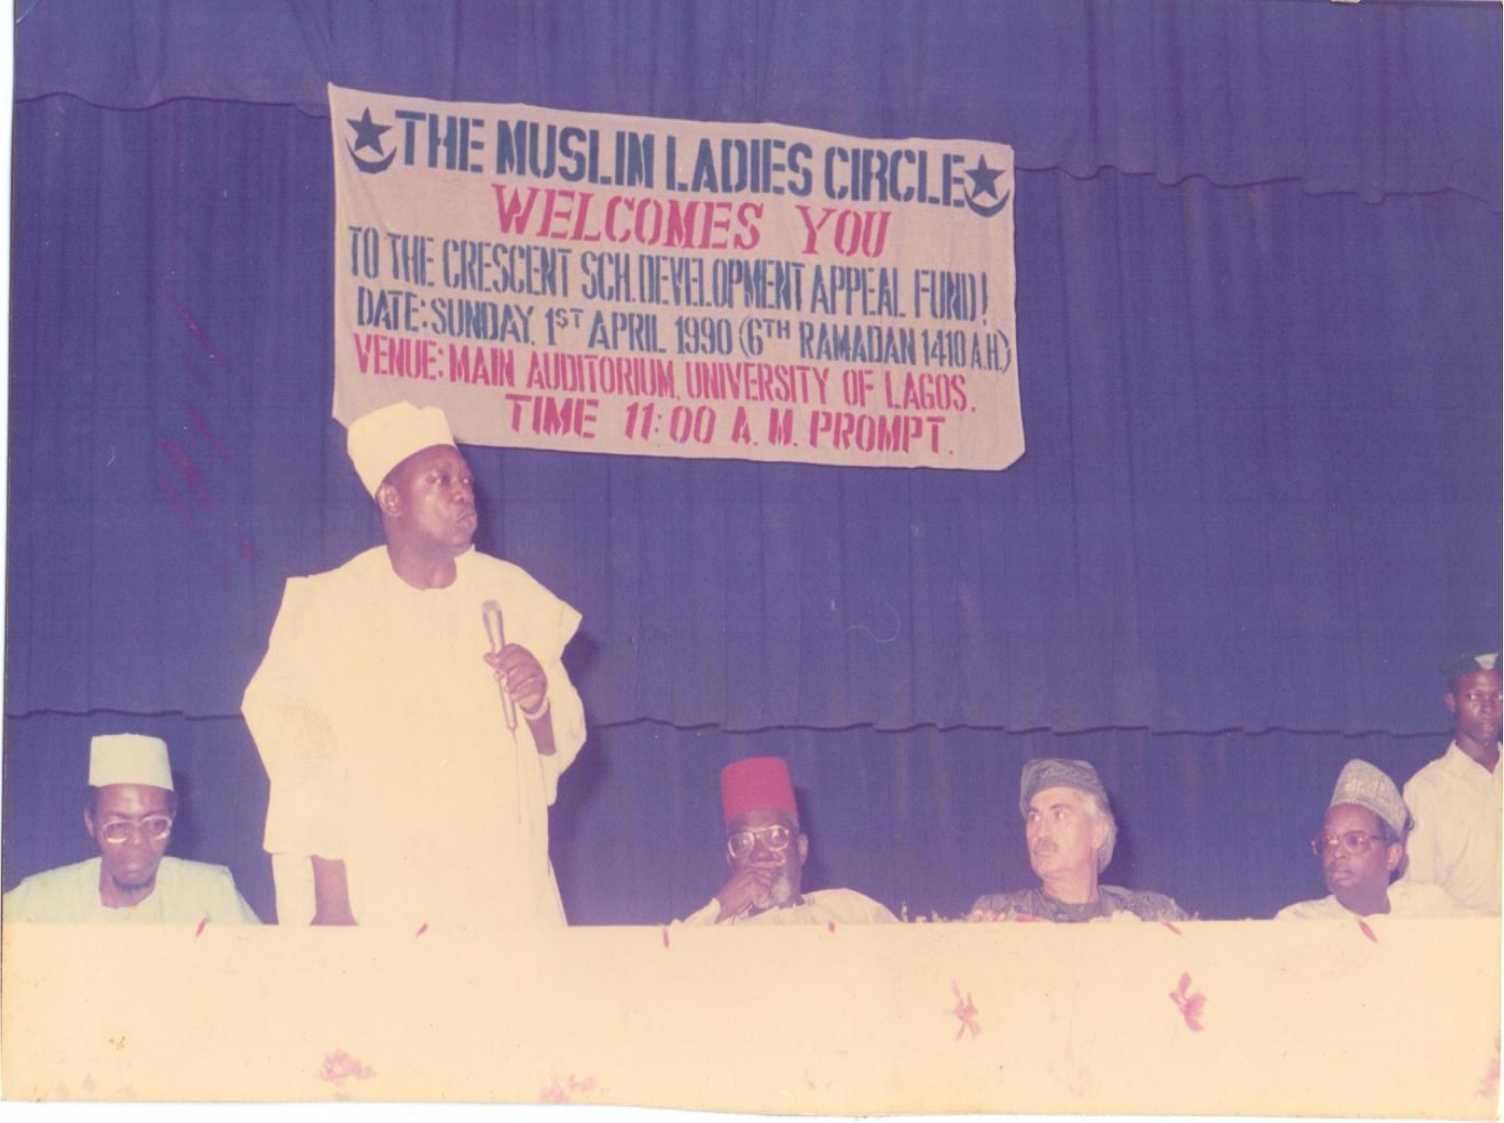 THE MUSLIM LADIES CIRCLE
WELCOMES YOU
TO THE CRESCENT SCH. DEVELOPMENT APPEAL FUND!
DATE: SUNDAY, 1ST APRIL 1990 (6TH RAMADAN 1410 A.H.)
VENUE: MAIN AUDITORIUM, UNIVERSITY OF LAGOS.
TIME 11:00 A.M. PROMPT.